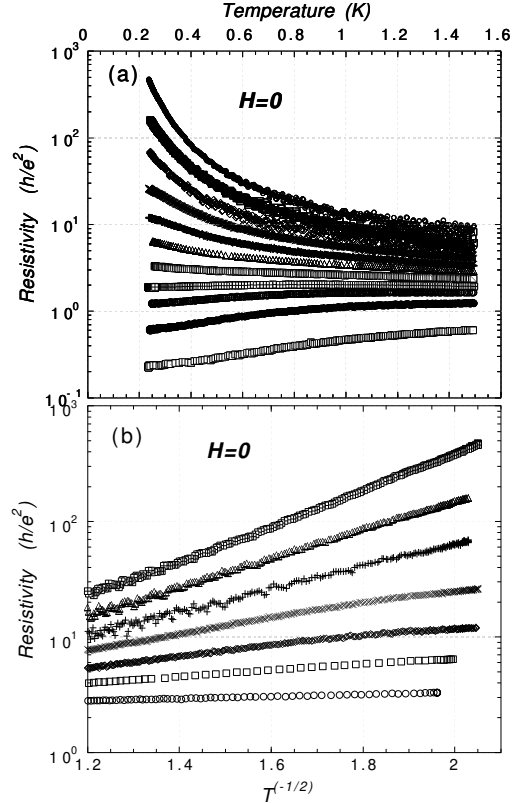 Temperature (K)
0 0.2 0.4 0.6 0.8 1 1.2 1.4 1.6
10^3
(a)
H=0
10^2
Resistivity (h/e^2)
10^1
10^0
10^-1
10^3
(b)
H=0
10^2
Resistivity (h/e^2)
10^1
10^0
1.2 1.4 1.6 1.8 2
T^(-1/2)